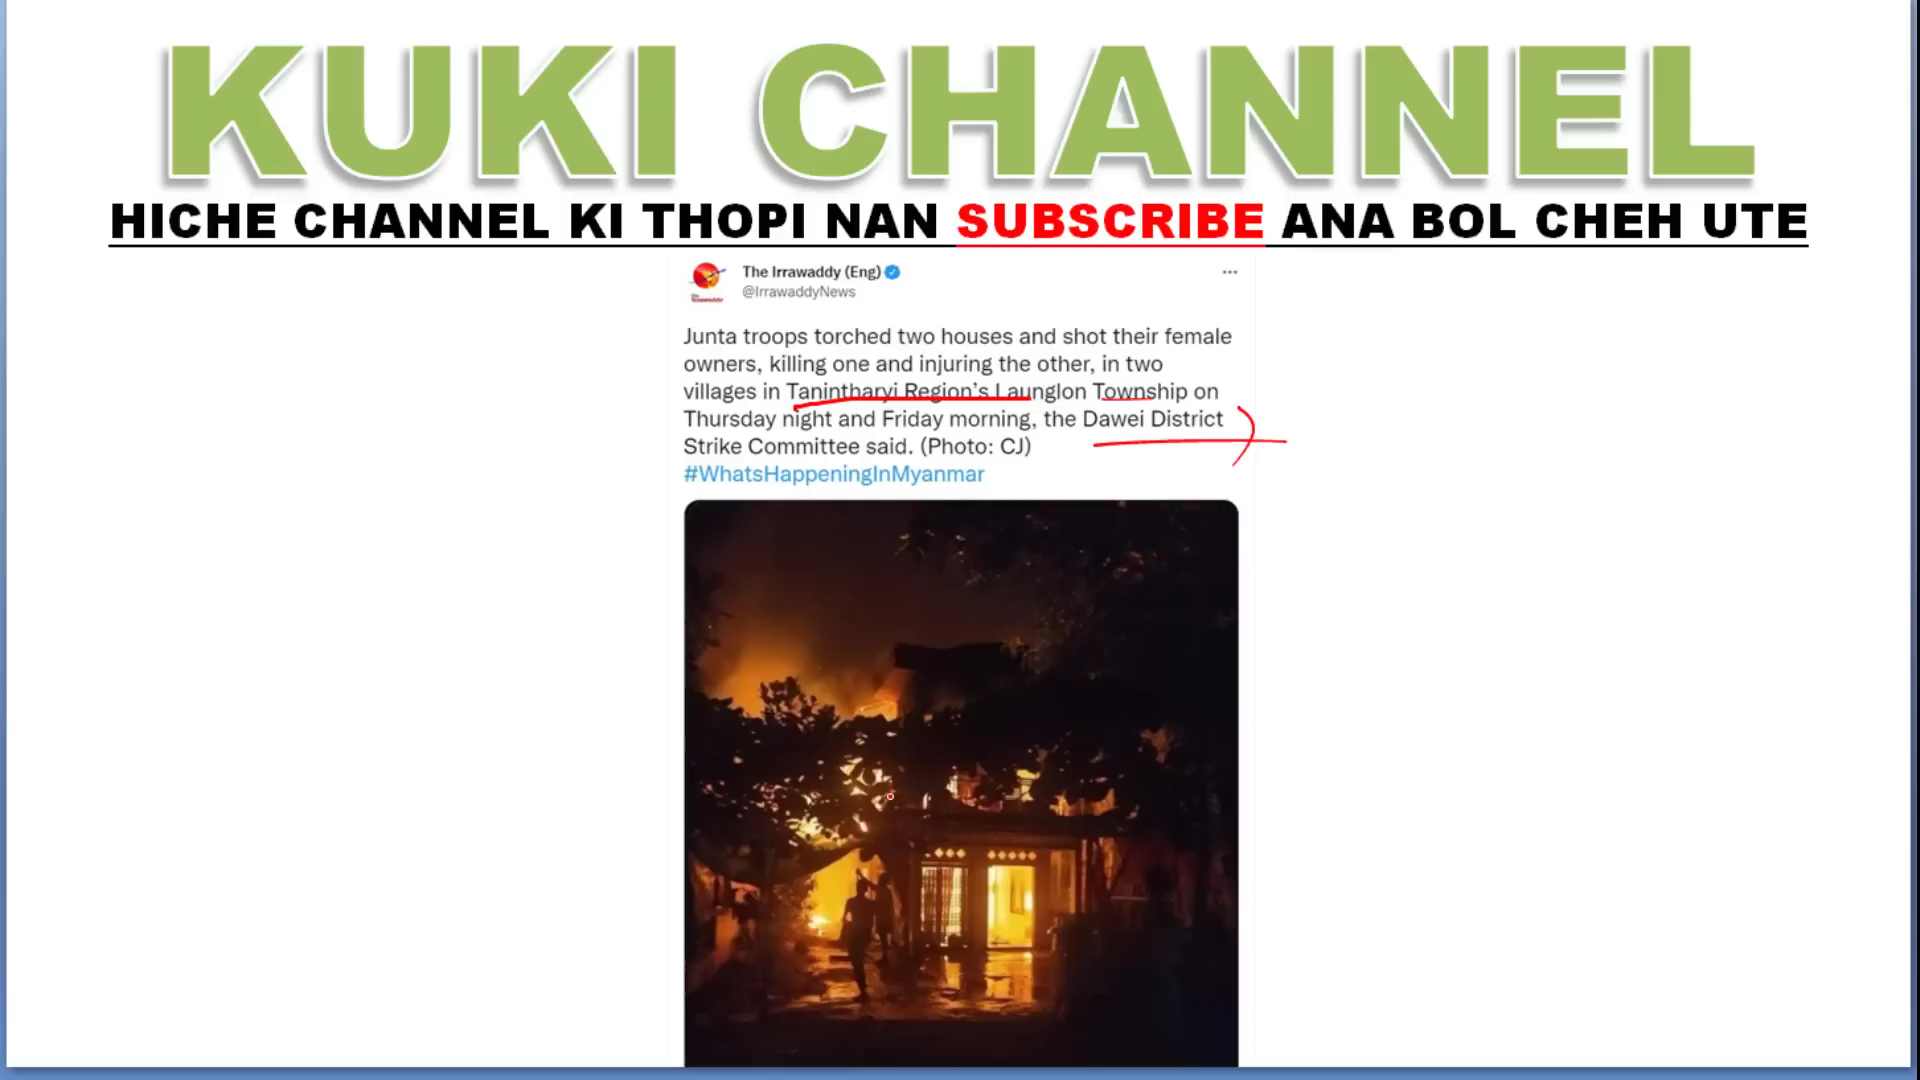 KUKI CHANNEL
HICHE CHANNEL KI THOPI NAN SUBSCRIBE ANA BOL CHEH UTE
The Irrawaddy (Eng)
@IrrawaddyNews
Junta troops torched two houses and shot their female
owners, killing one and injuring the other, in two
villages in Tanintharyi Region's Launglon Township on
Thursday night and Friday morning, the Dawei District
Strike Committee said. (Photo: CJ)
#WhatsHappeningInMyanmar